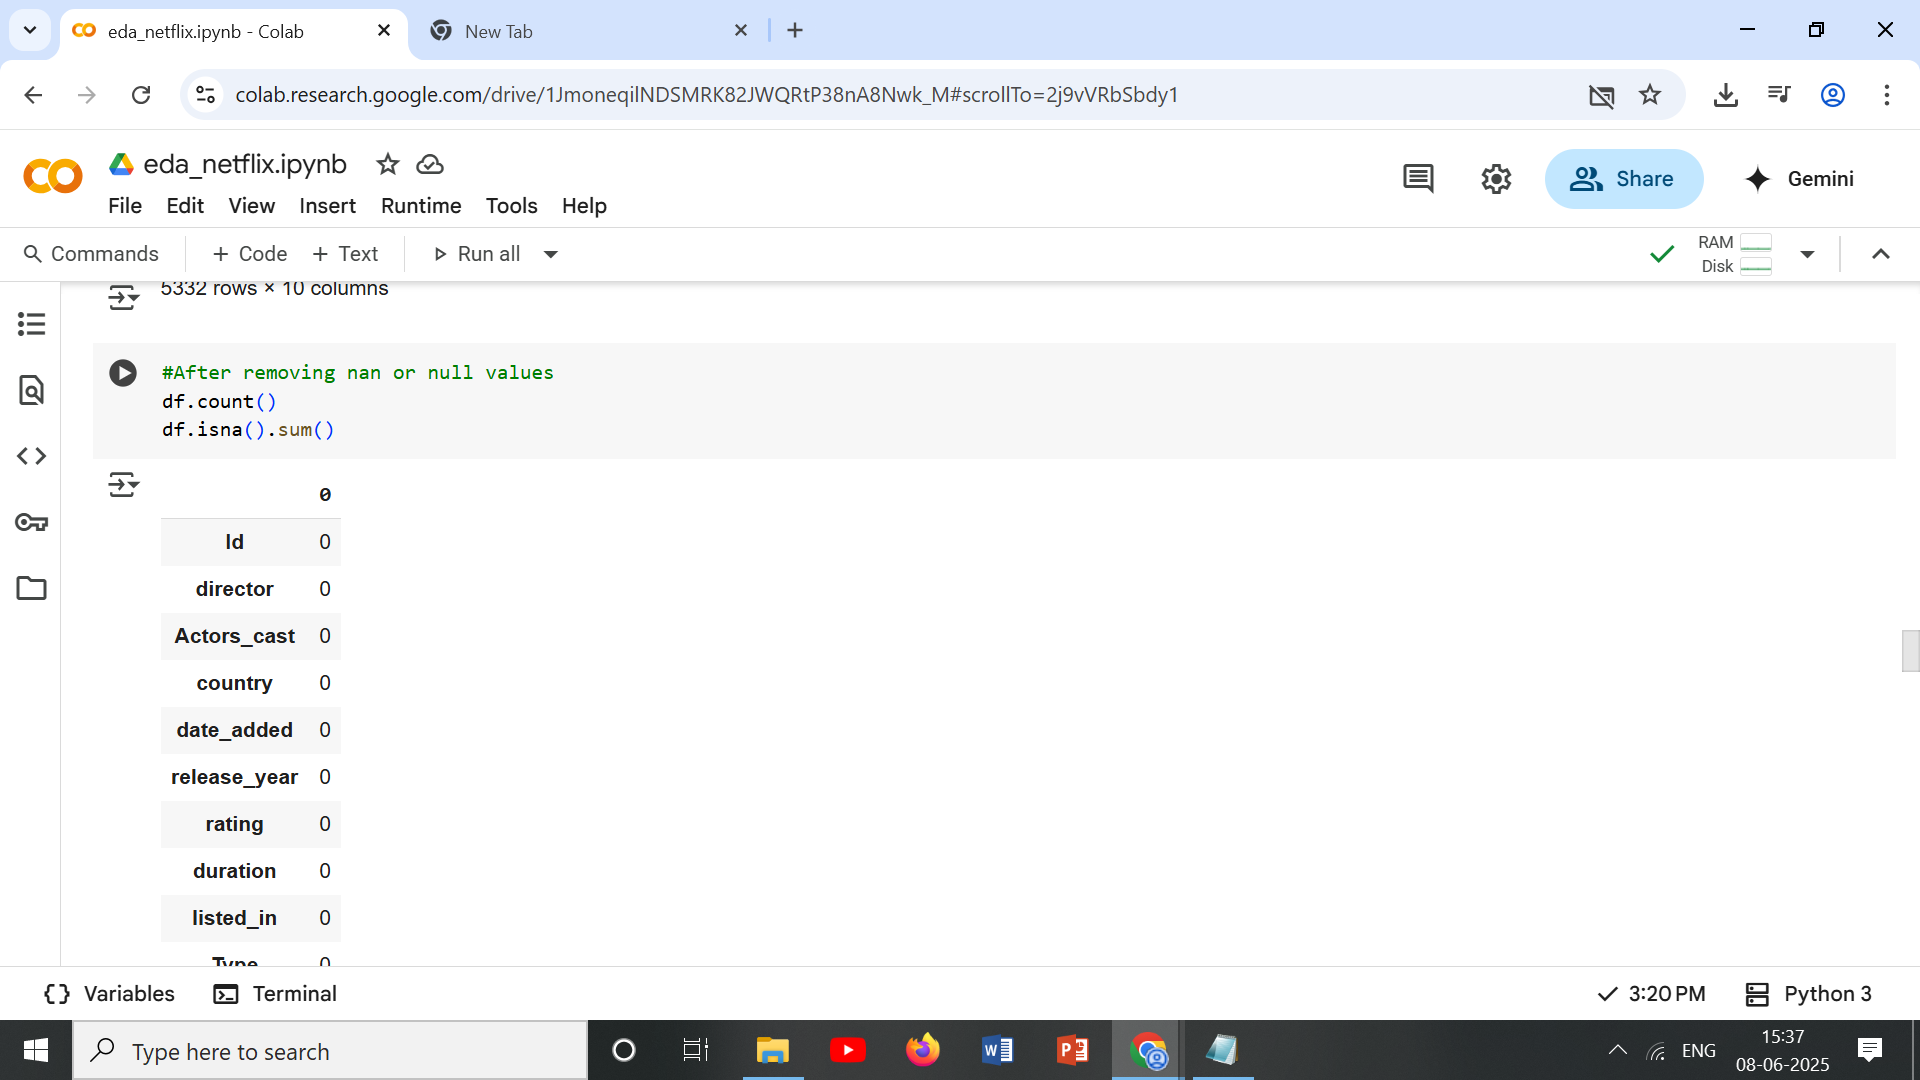 eda_netflix.ipynb - Colab
New Tab
colab.research.google.com/drive/1JmoneqilNDSMRK82JWQRtP38nA8Nwk_M#scrollTo=2j9vVRbSbdy1
eda_netflix.ipynb
File Edit View Insert Runtime Tools Help
Share
Gemini
Commands + Code + Text Run all
RAM
Disk
5332 rows × 10 columns
#After removing nan or null values
df.count()
df.isna().sum()
0
Id 0
director 0
Actors_cast 0
country 0
date_added 0
release_year 0
rating 0
duration 0
listed_in 0
Type 0
Variables Terminal
3:20 PM Python 3
Type here to search
ENG
15:37
08-06-2025